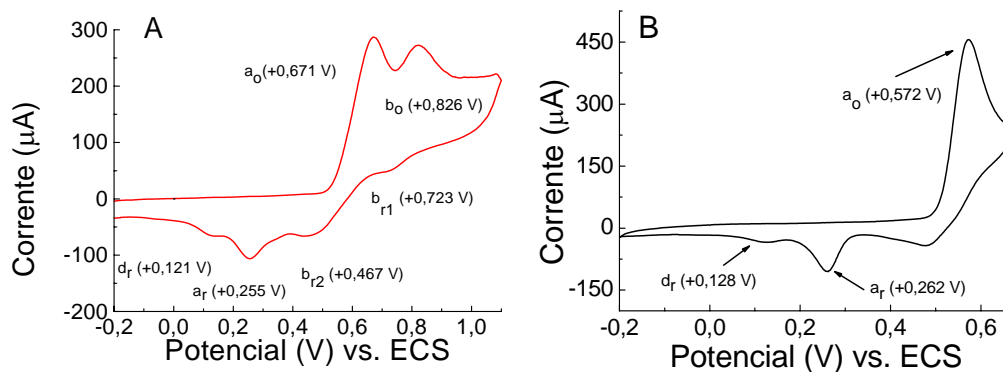 A
300
200
100
0
-100
-200
Corrente (μA)
a_o(+0,671 V)
b_o (+0,826 V)
b_r1 (+0,723 V)
d_r (+0,121 V)
b_r2 (+0,467 V)
a_r (+0,255 V)
-0,2 0,0 0,2 0,4 0,6 0,8 1,0
Potencial (V) vs. ECS
B
450
300
150
0
-150
Corrente (μA)
a_o (+0,572 V)
d_r (+0,128 V)
a_r (+0,262 V)
-0,2 0,0 0,2 0,4 0,6
Potencial (V) vs. ECS